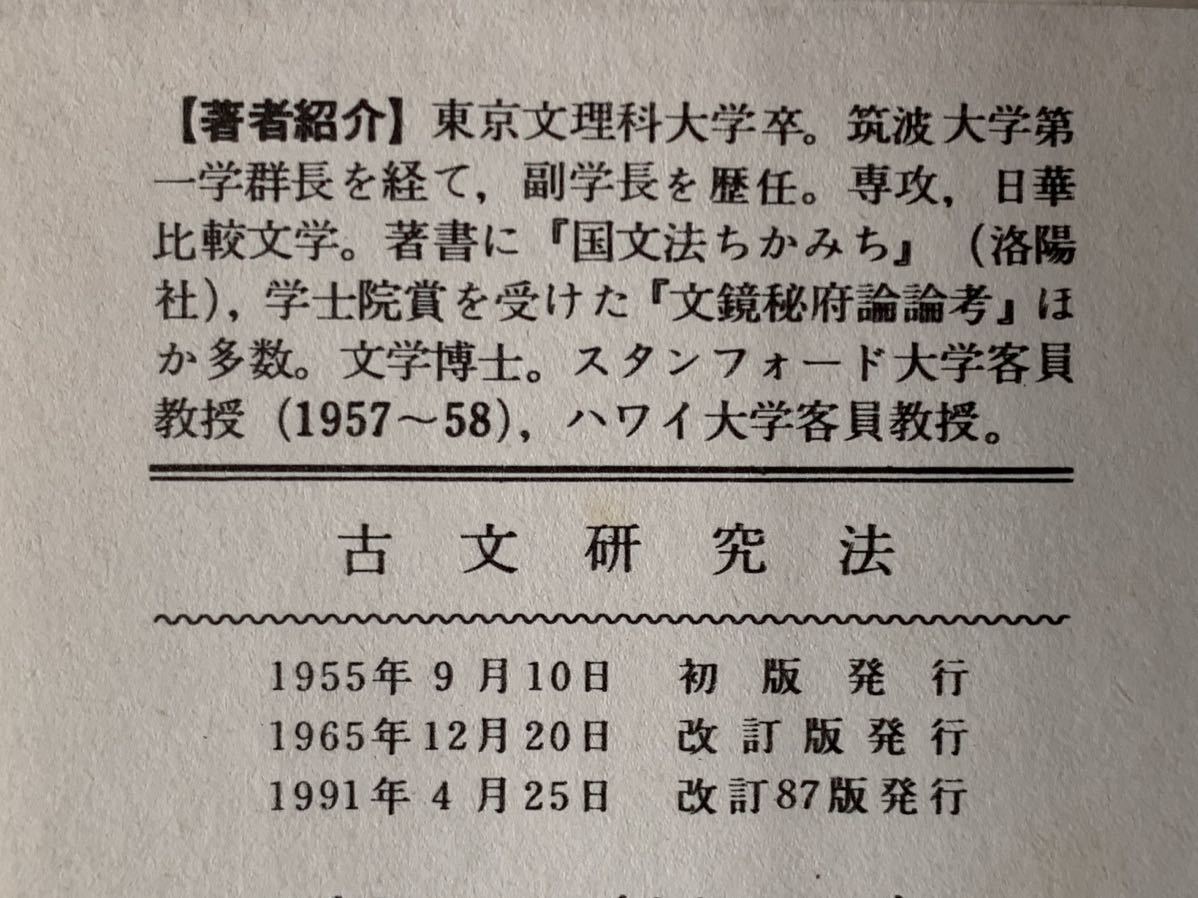 【著者紹介】東京文理科大学卒。筑波大学第
一学群長を経て，副学長を歴任。専攻，日華
比較文学。著書に『国文法ちかみち』（洛陽
社），学士院賞を受けた『文鏡秘府論論考』ほ
か多数。文学博士。スタンフォード大学客員
教授（1957〜58），ハワイ大学客員教授。
古文研究法
1955年 9 月10日 初版発行
1965年12月20日 改訂版発行
1991年 4 月25日 改訂87版発行